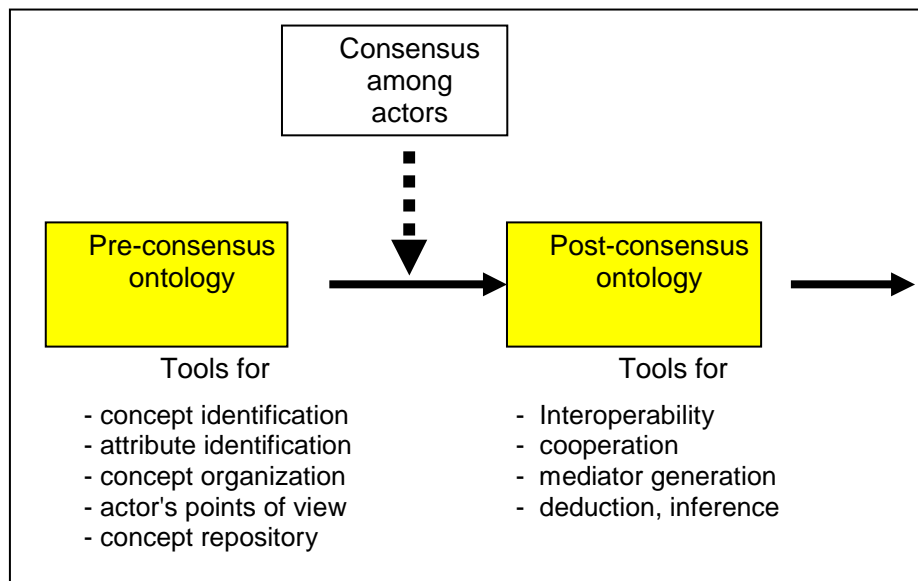 Consensus
among
actors
Pre-consensus
ontology
Post-consensus
ontology
Tools for
- concept identification
- attribute identification
- concept organization
- actor's points of view
- concept repository
Tools for
- Interoperability
- cooperation
- mediator generation
- deduction, inference